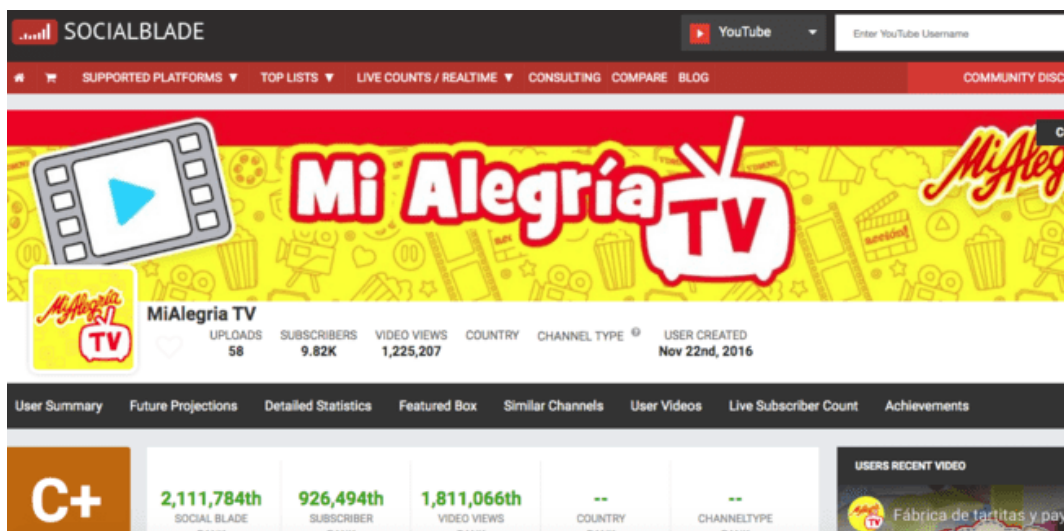 SOCIALBLADE
YouTube
Enter YouTube Username
SUPPORTED PLATFORMS ▼ TOP LISTS ▼ LIVE COUNTS / REALTIME ▼ CONSULTING COMPARE BLOG
COMMUNITY DISC
Mi Alegría TV
MiAleg
acción!
MiAlegría TV
MiAlegria TV
UPLOADS SUBSCRIBERS VIDEO VIEWS COUNTRY CHANNEL TYPE USER CREATED
58 9.82K 1,225,207 Nov 22nd, 2016
User Summary Future Projections Detailed Statistics Featured Box Similar Channels User Videos Live Subscriber Count Achievements
C+
2,111,784th 926,494th 1,811,066th -- --
SOCIAL BLADE SUBSCRIBER VIDEO VIEWS COUNTRY CHANNELTYPE
USERS RECENT VIDEO
Fábrica de tartitas y pa